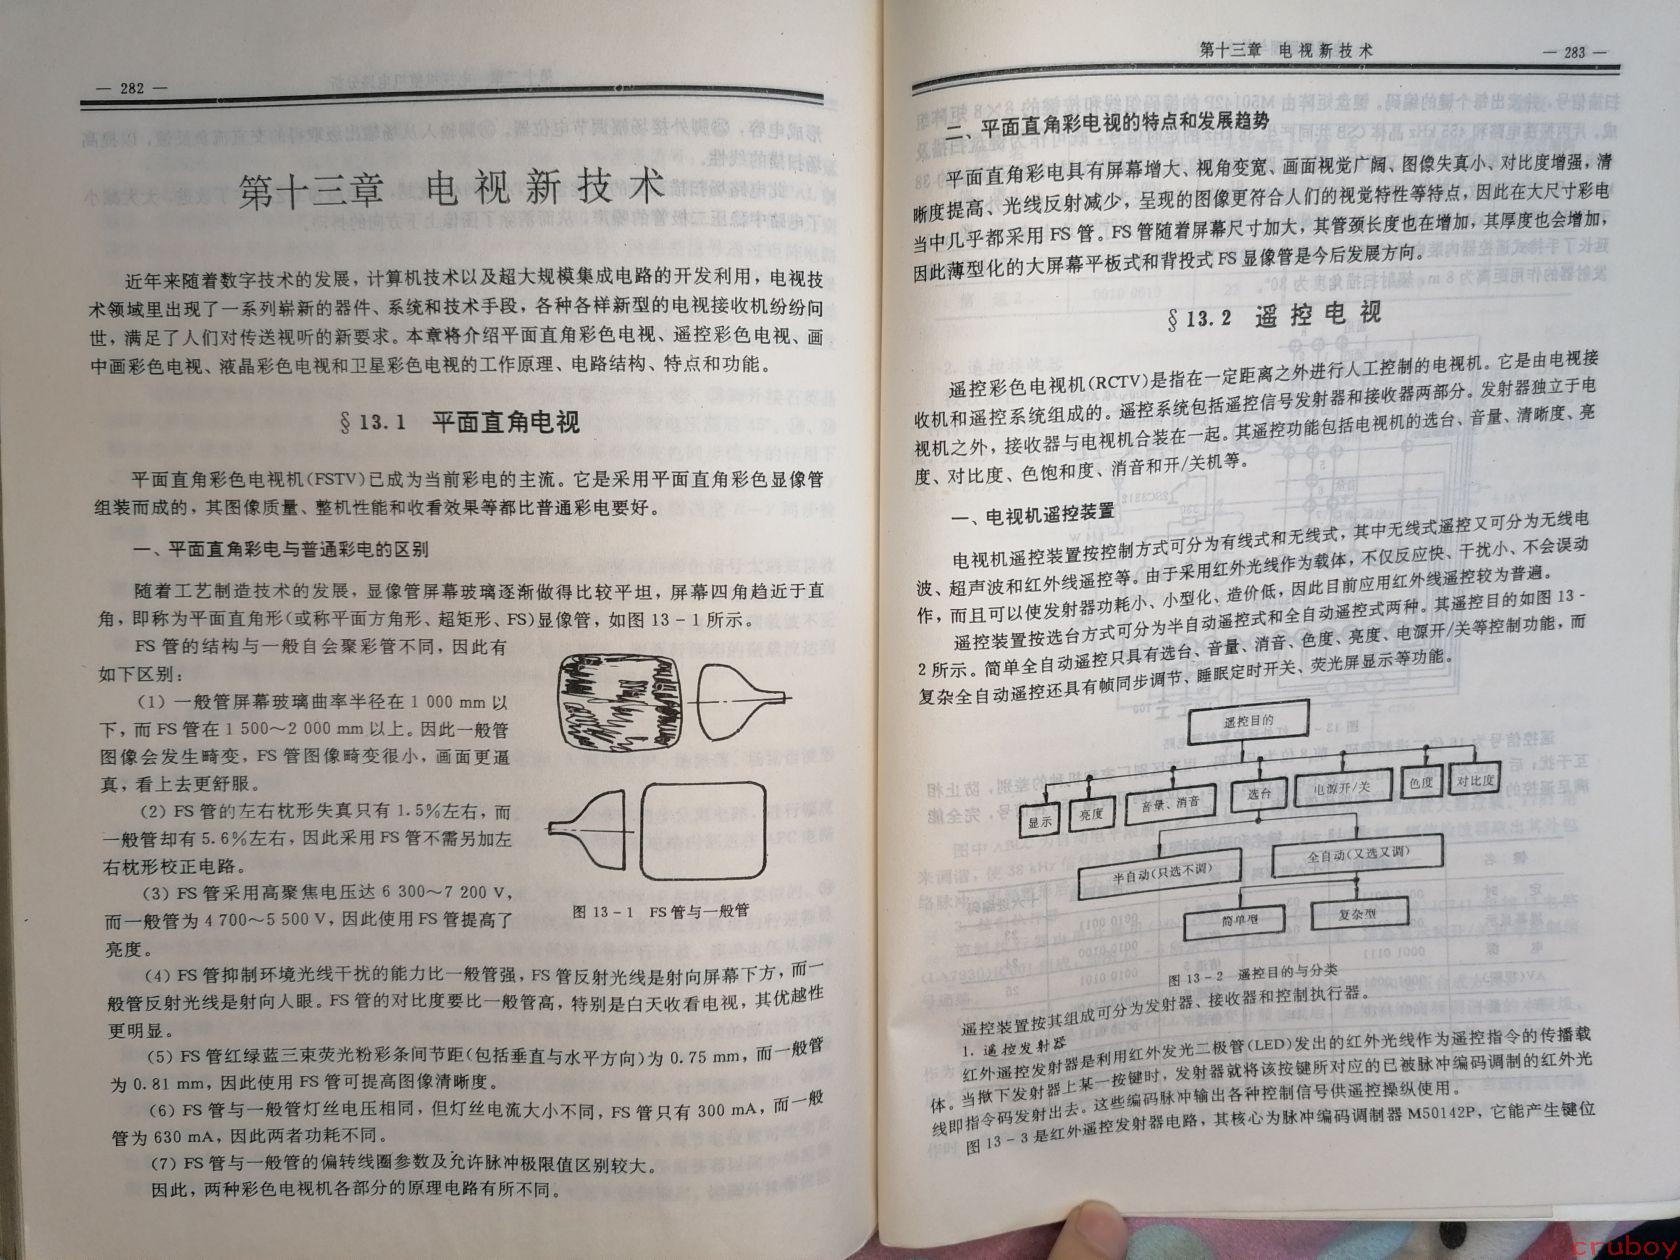 — 282 —
第十三章 电视新技术
近年来随着数字技术的发展，计算机技术以及超大规模集成电路的开发利用，电视技
术领域里出现了一系列崭新的器件、系统和技术手段，各种各样新型的电视接收机纷纷问
世，满足了人们对传送视听的新要求。本章将介绍平面直角彩色电视、遥控彩色电视、画
中画彩色电视、液晶彩色电视和卫星彩色电视的工作原理、电路结构、特点和功能。
§13.1 平面直角电视
平面直角彩色电视机(FSTV)已成为当前彩电的主流。它是采用平面直角彩色显像管
组装而成的，其图像质量、整机性能和收看效果等都比普通彩电要好。
一、平面直角彩电与普通彩电的区别
随着工艺制造技术的发展，显像管屏幕玻璃逐渐做得比较平坦，屏幕四角趋近于直
角，即称为平面直角形(或称平面方角形、超矩形、FS)显像管，如图 13-1 所示。
FS 管的结构与一般自会聚彩管不同，因此有
如下区别：
(1) 一般管屏幕玻璃曲率半径在 1 000 mm 以
下，而 FS 管在 1 500～2 000 mm 以上。因此一般管
图像会发生畸变，FS 管图像畸变很小，画面更逼
真，看上去更舒服。
(2) FS 管的左右枕形失真只有 1.5%左右，而
一般管却有 5.6%左右，因此采用 FS 管不需另加左
右枕形校正电路。
(3) FS 管采用高聚焦电压达 6 300～7 200 V，
而一般管为 4 700～5 500 V，因此使用 FS 管提高了
亮度。
图 13-1 FS 管与一般管
(4) FS 管抑制环境光线干扰的能力比一般管强，FS 管反射光线是射向屏幕下方，而一
般管反射光线是射向人眼。FS 管的对比度要比一般管高，特别是白天收看电视，其优越性
更明显。
(5) FS 管红绿蓝三束荧光粉彩条间节距(包括垂直与水平方向)为 0.75 mm，而一般管
为 0.81 mm，因此使用 FS 管可提高图像清晰度。
(6) FS 管与一般管灯丝电压相同，但灯丝电流大小不同，FS 管只有 300 mA，而一般
管为 630 mA，因此两者功耗不同。
(7) FS 管与一般管的偏转线圈参数及允许脉冲极限值区别较大。
因此，两种彩色电视机各部分的原理电路有所不同。
第十三章 电视新技术 — 283 —
二、平面直角彩电视的特点和发展趋势
平面直角彩电具有屏幕增大、视角变宽、画面视觉广阔、图像失真小、对比度增强，清
晰度提高、光线反射减少，呈现的图像更符合人们的视觉特性等特点，因此在大尺寸彩电
当中几乎都采用 FS 管。FS 管随着屏幕尺寸加大，其管颈长度也在增加，其厚度也会增加，
因此薄型化的大屏幕平板式和背投式 FS 显像管是今后发展方向。
§13.2 遥控电视
遥控彩色电视机(RCTV)是指在一定距离之外进行人工控制的电视机。它是由电视接
收机和遥控系统组成的。遥控系统包括遥控信号发射器和接收器两部分。发射器独立于电
视机之外，接收器与电视机合装在一起。其遥控功能包括电视机的选台、音量、清晰度、亮
度、对比度、色饱和度、消音和开/关机等。
一、电视机遥控装置
电视机遥控装置按控制方式可分为有线式和无线式，其中无线式遥控又可分为无线电
波、超声波和红外线遥控等。由于采用红外光线作为载体，不仅反应快、干扰小、不会误动
作，而且可以使发射器功耗小、小型化、造价低，因此目前应用红外线遥控较为普遍。
遥控装置按选台方式可分为半自动遥控式和全自动遥控式两种。其遥控目的如图 13-
2 所示。简单全自动遥控只具有选台、音量、消音、色度、亮度、电源开/关等控制功能，而
复杂全自动遥控还具有帧同步调节、睡眠定时开关、荧光屏显示等功能。
遥控目的
显示 亮度 音量、消音 选台 电源开/关 色度 对比度
半自动(只选不调) 全自动(又选又调)
简单型 复杂型
图 13-2 遥控目的与分类
遥控装置按其组成可分为发射器、接收器和控制执行器。
1. 遥控发射器
红外遥控发射器是利用红外发光二极管(LED)发出的红外光线作为遥控指令的传播载
体。当揿下发射器上某一按键时，发射器就将该按键所对应的已被脉冲编码调制的红外光
线即指令码发射出去。这些编码脉冲输出各种控制信号供遥控操纵使用。
图 13-3 是红外遥控发射器电路，其核心为脉冲编码调制器 M50142P，它能产生键位
cruboy